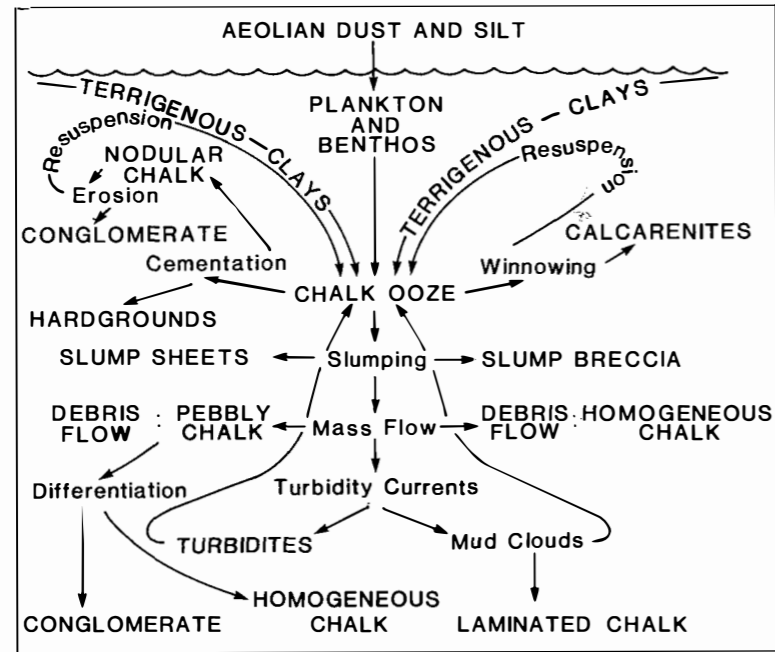 AEOLIAN DUST AND SILT
TERRIGENOUS-CLAYS
PLANKTON
AND
BENTHOS
TERRIGENOUS-CLAYS
Resuspension
Resuspension
NODULAR
CHALK
Erosion
CONGLOMERATE
CALCARENITES
Cementation
Winnowing
CHALK OOZE
HARDGROUNDS
SLUMP SHEETS
Slumping
SLUMP BRECCIA
DEBRIS : PEBBLY
FLOW CHALK
Mass Flow
DEBRIS : HOMOGENEOUS
FLOW CHALK
Differentiation
Turbidity Currents
TURBIDITES
Mud Clouds
HOMOGENEOUS
CHALK
CONGLOMERATE
LAMINATED CHALK